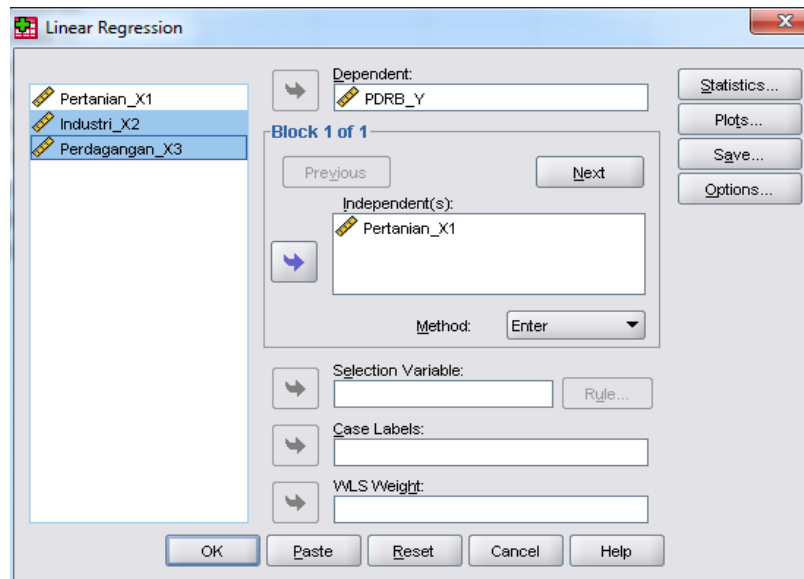 Linear Regression
Pertanian_X1
Industri_X2
Perdagangan_X3
Dependent:
PDRB_Y
Block 1 of 1
Previous
Next
Independent(s):
Pertanian_X1
Method:
Enter
Selection Variable:
Rule...
Case Labels:
WLS Weight:
Statistics...
Plots...
Save...
Options...
OK
Paste
Reset
Cancel
Help